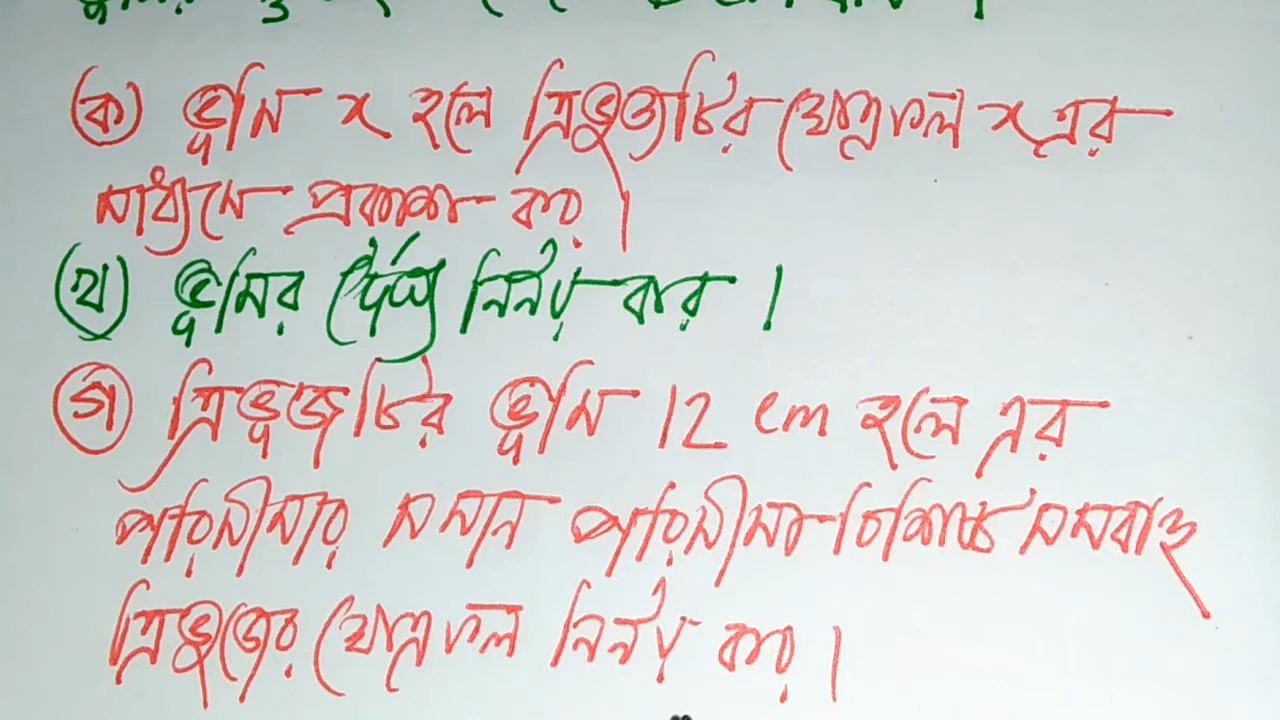 (ক) ভূমি x হলে ত্রিভুজটির ক্ষেত্রফল x এর
মাধ্যমে প্রকাশ কর।
(খ) ভূমির দৈর্ঘ্য নির্ণয় কর।
(গ) ত্রিভুজটির ভূমি 12 cm হলে এর
পরিসীমার সমান পরিসীমা বিশিষ্ট সমবাহু
ত্রিভুজের ক্ষেত্রফল নির্ণয় কর।